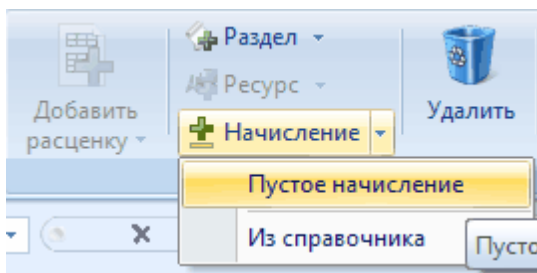 Раздел
Ресурс
Добавить
расценку
Начисление
Удалить
Пустое начисление
Из справочника
Пусто